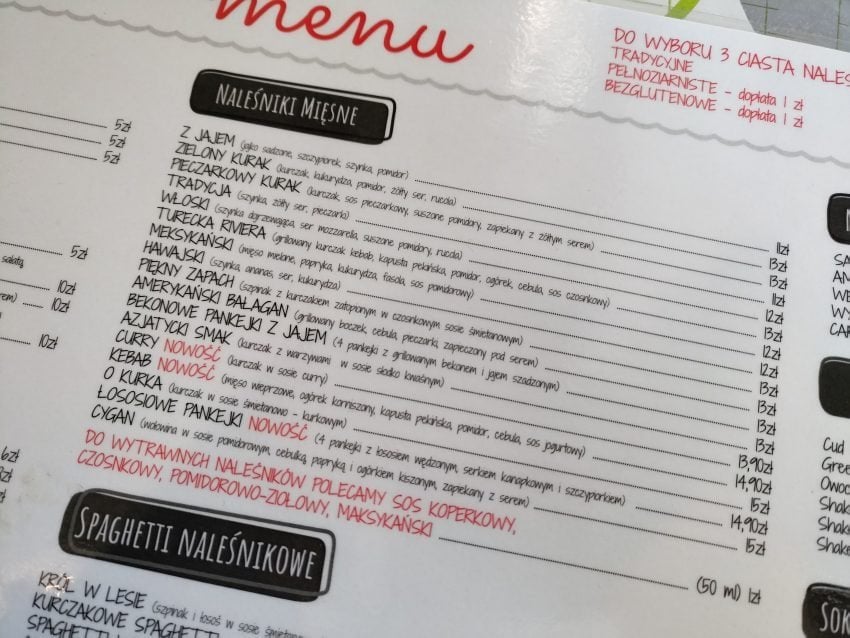 menu
DO WYBORU 3 CIASTA NALEŚ
TRADYCYJNE
PEŁNOZIARNISTE - dopłata 1 zł
BEZGLUTENOWE - dopłata 1 zł
5zł
5zł
5zł
5zł
sałatą
10zł
10zł
10zł
6zł
NALEŚNIKI MIĘSNE
Z JAJEM (jajko sadzone, szczypiorek, szynka, pomidor) 11zł
ZIELONY KURAK (kurczak, kukurydza, pomidor, żółty ser, rucola) 13zł
PIECZARKOWY KURAK (kurczak, sos pieczarkowy, suszone pomidory, zapiekany z żółtym serem) 13zł
TRADYCJA (szynka, żółty ser, pieczarki) 11zł
WŁOSKI (szynka dojrzewająca, ser mozzarella, suszone pomidory, rucola) 12zł
TURECKA RIVIERA (grillowany kurczak kebab, kapusta pekińska, pomidor, ogórek, cebula, sos czosnkowy) 13zł
MEKSYKAŃSKI (mięso mielone, papryka, kukurydza, fasola, sos pomidorowy) 12zł
HAWAJSKI (szynka, ananas, ser, kukurydza) 12zł
PIĘKNY ZAPACH (szpinak z kurczakiem zatopionym w czosnkowym sosie śmietanowym) 13zł
AMERYKAŃSKI BAŁAGAN (grillowany boczek, cebula, pieczarki, zapieczony pod serem) 13zł
BEKONOWE PANKEJKI Z JAJEM (4 pankejki z grillowanym bekonem i jajem szadzonym) 13zł
AZJATYCKI SMAK (kurczak z warzywami w sosie słodko kwaśnym) 13zł
CURRY NOWOŚĆ (kurczak w sosie curry) 13,90zł
KEBAB NOWOŚĆ (mięso wieprzowe, ogórek kornisony, kapusta pekińska, pomidor, cebula, sos jogurtowy) 14,90zł
O KURKA (kurczak w sosie śmietanowo - kurkowym) 15zł
ŁOSOSIOWE PANKEJKI NOWOŚĆ (4 pankejki z łososiem wędzonym, serkiem kanapkowym i szczypiorkiem) 14,90zł
CYGAN (wołowina w sosie pomidorowym, cebulką, papryką i ogórkiem kiszonym, zapiekany z serem) 15zł
DO WYTRAWNYCH NALEŚNIKÓW POLECAMY SOS KOPERKOWY,
CZOSNKOWY, POMIDOROWO-ZIOŁOWY, MAKSYKAŃSKI (50 ml) 1zł
SPAGHETTI NALEŚNIKOWE
KRÓL W LESIE (szpinak i łosoś w sosie
KURCZAKOWE SPAGHETTI
SPAGHETTI
SA
AM
WE
WY
CAR
Cud
Gree
Owoc
Shak
Shake
Shake
SOK